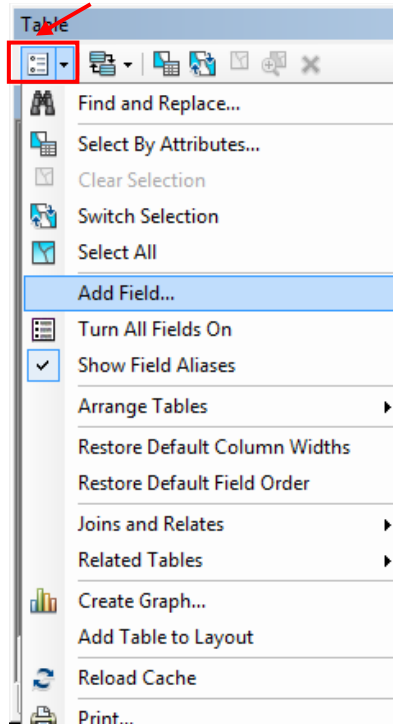 Table
Find and Replace...
Select By Attributes...
Clear Selection
Switch Selection
Select All
Add Field...
Turn All Fields On
Show Field Aliases
Arrange Tables
Restore Default Column Widths
Restore Default Field Order
Joins and Relates
Related Tables
Create Graph...
Add Table to Layout
Reload Cache
Print...